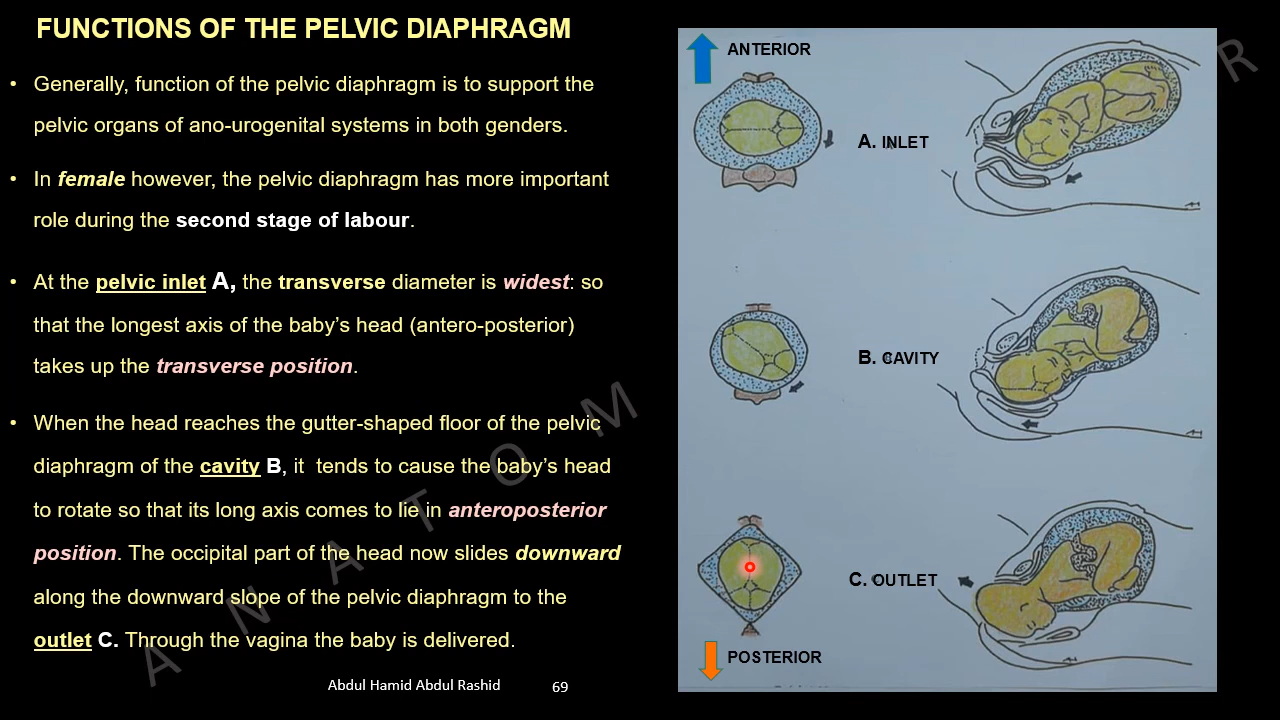 FUNCTIONS OF THE PELVIC DIAPHRAGM
• Generally, function of the pelvic diaphragm is to support the
pelvic organs of ano-urogenital systems in both genders.
• In female however, the pelvic diaphragm has more important
role during the second stage of labour.
• At the pelvic inlet A, the transverse diameter is widest: so
that the longest axis of the baby’s head (antero-posterior)
takes up the transverse position.
• When the head reaches the gutter-shaped floor of the pelvic
diaphragm of the cavity B, it tends to cause the baby’s head
to rotate so that its long axis comes to lie in anteroposterior
position. The occipital part of the head now slides downward
along the downward slope of the pelvic diaphragm to the
outlet C. Through the vagina the baby is delivered.
Abdul Hamid Abdul Rashid
69
ANTERIOR
A. INLET
B. CAVITY
C. OUTLET
POSTERIOR
A N A T O M
R